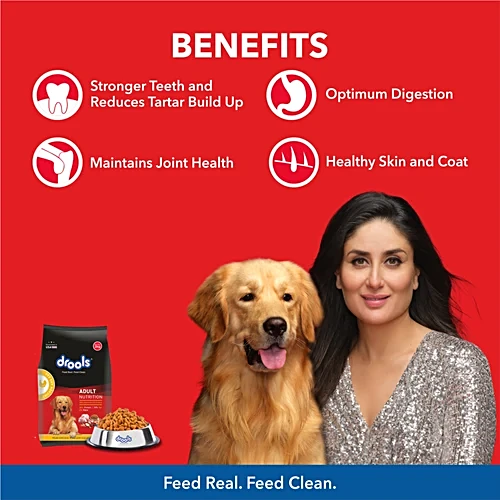 BENEFITS
Stronger Teeth and
Reduces Tartar Build Up
Optimum Digestion
Maintains Joint Health
Healthy Skin and Coat
drools
ADULT
NUTRITION
drools
Feed Real. Feed Clean.